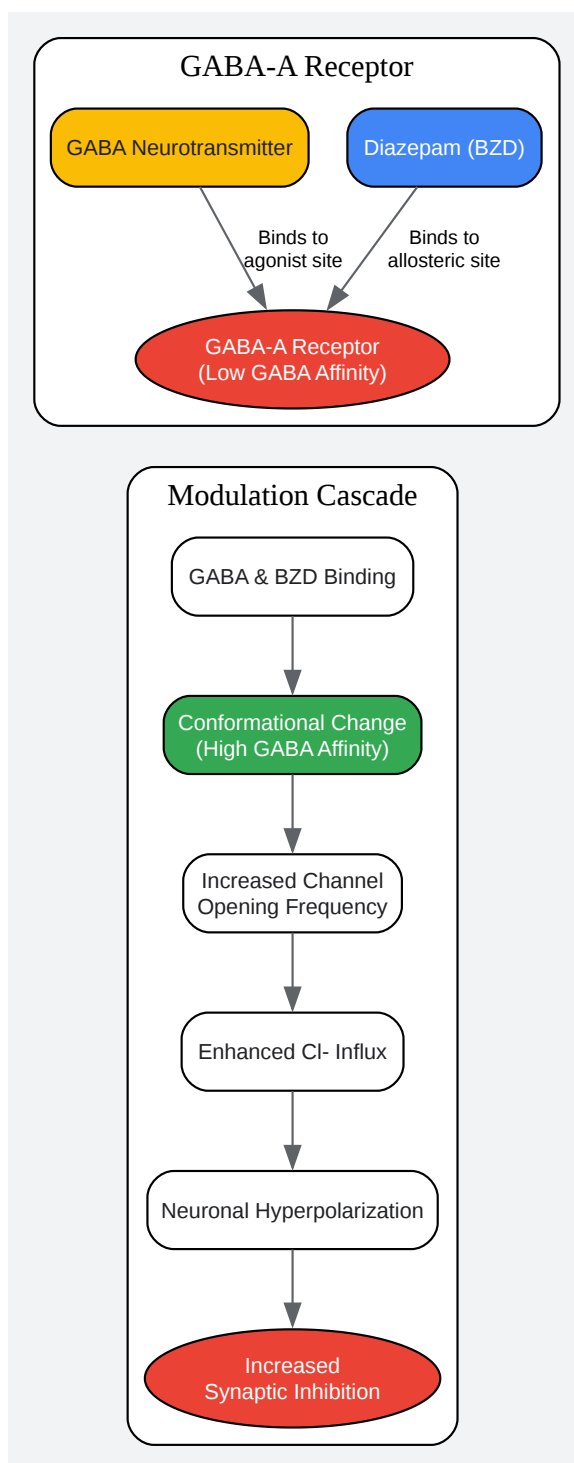 GABA-A Receptor
GABA Neurotransmitter
Diazepam (BZD)
Binds to
agonist site
Binds to
allosteric site
GABA-A Receptor
(Low GABA Affinity)
Modulation Cascade
GABA & BZD Binding
Conformational Change
(High GABA Affinity)
Increased Channel
Opening Frequency
Enhanced Cl- Influx
Neuronal Hyperpolarization
Increased
Synaptic Inhibition